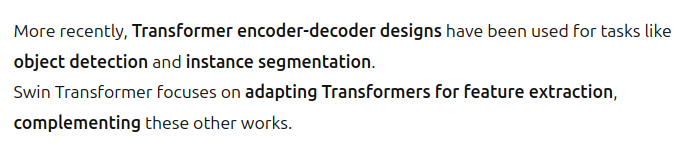 More recently, Transformer encoder-decoder designs have been used for tasks like
object detection and instance segmentation.
Swin Transformer focuses on adapting Transformers for feature extraction,
complementing these other works.